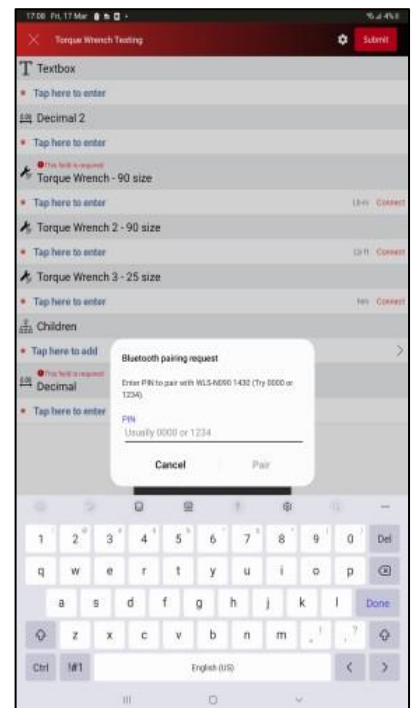 17:00 Fri, 17 Mar
Torque Wrench Testing
Submit
Textbox
Tap here to enter
Decimal 2
Tap here to enter
This field is required
Torque Wrench - 90 size
Tap here to enter
Connect
Torque Wrench 2 - 90 size
Tap here to enter
Connect
Torque Wrench 3 - 25 size
Tap here to enter
Connect
Children
Tap here to add
This field is required
Decimal
Tap here to enter
Bluetooth pairing request
Enter PIN to pair with WLS-N090 1430 (Try 0000 or
1234).
PIN
Usually 0000 or 1234
Cancel Pair
1 2 3 4 5 6 7 8 9 0 Del
q w e r t y u i o p
a s d f g h j k l Done
z x c v b n m , ! . ?
Ctrl !#1 English (US) < >